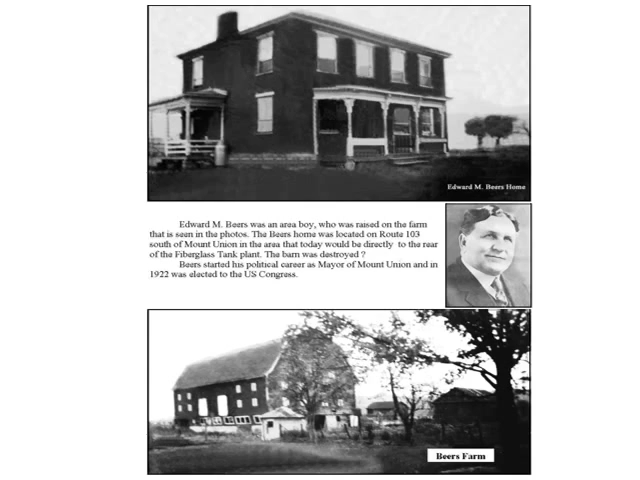 Edward M. Beers Home
Edward M. Beers was an area boy, who was raised on the farm
that is seen in the photos. The Beers home was located on Route 103
south of Mount Union in the area that today would be directly to the rear
of the Fiberglass Tank plant. The barn was destroyed ?
Beers started his political career as Mayor of Mount Union and in
1922 was elected to the US Congress.
Beers Farm